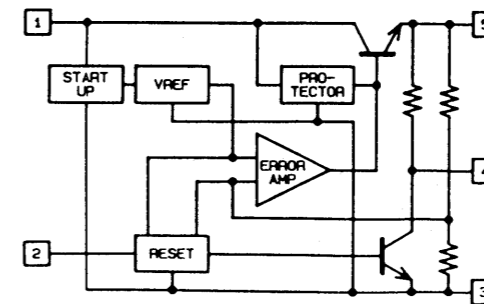 1
5
START
UP
VREF
PRO-
TECTOR
ERROR
AMP
4
2
RESET
3